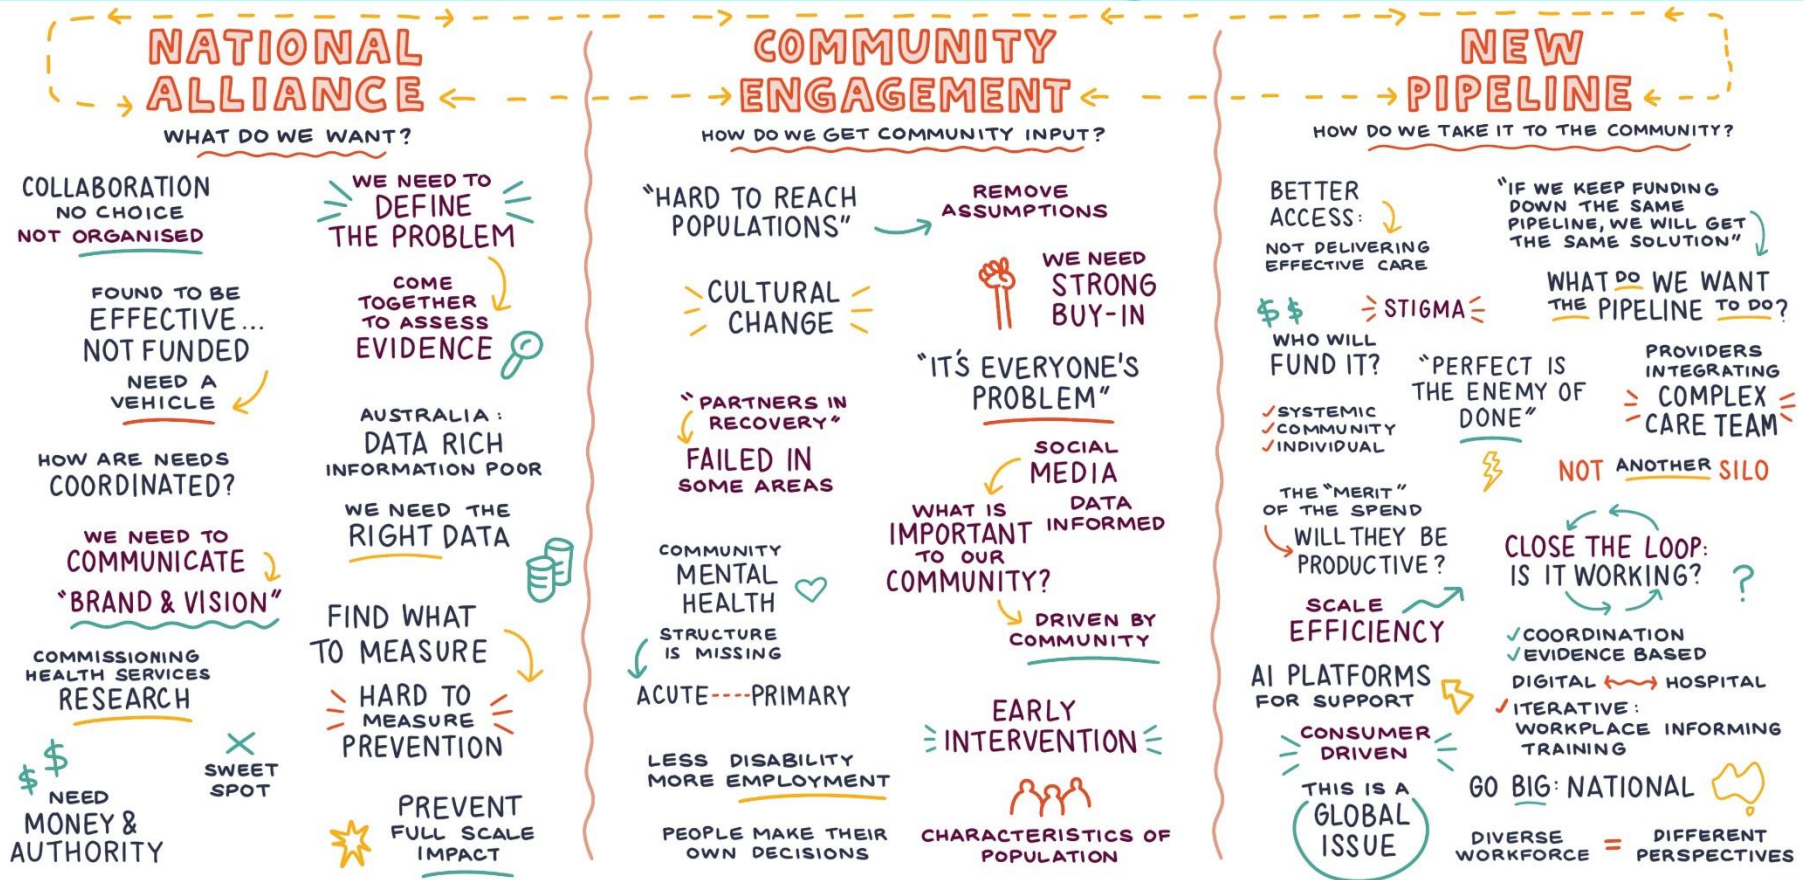 NATIONAL
ALLIANCE
WHAT DO WE WANT?
COLLABORATION
NO CHOICE
NOT ORGANISED
FOUND TO BE
EFFECTIVE...
NOT FUNDED
NEED A
VEHICLE
HOW ARE NEEDS
COORDINATED?
WE NEED TO
COMMUNICATE
"BRAND & VISION"
COMMISSIONING
HEALTH SERVICES
RESEARCH
$ $
NEED
MONEY &
AUTHORITY
SWEET
SPOT
WE NEED TO
DEFINE
THE PROBLEM
COME
TOGETHER
TO ASSESS
EVIDENCE
AUSTRALIA:
DATA RICH
INFORMATION POOR
WE NEED THE
RIGHT DATA
FIND WHAT
TO MEASURE
HARD TO
MEASURE
PREVENTION
PREVENT
FULL SCALE
IMPACT
COMMUNITY
ENGAGEMENT
HOW DO WE GET COMMUNITY INPUT?
"HARD TO REACH
POPULATIONS"
REMOVE
ASSUMPTIONS
CULTURAL
CHANGE
WE NEED
STRONG
BUY-IN
"IT'S EVERYONE'S
PROBLEM"
"PARTNERS IN
RECOVERY"
FAILED IN
SOME AREAS
SOCIAL
MEDIA
DATA
INFORMED
WHAT IS
IMPORTANT
TO OUR
COMMUNITY?
DRIVEN BY
COMMUNITY
COMMUNITY
MENTAL
HEALTH
STRUCTURE
IS MISSING
ACUTE----PRIMARY
EARLY
INTERVENTION
LESS DISABILITY
MORE EMPLOYMENT
PEOPLE MAKE THEIR
OWN DECISIONS
CHARACTERISTICS OF
POPULATION
NEW
PIPELINE
HOW DO WE TAKE IT TO THE COMMUNITY?
BETTER
ACCESS:
NOT DELIVERING
EFFECTIVE CARE
"IF WE KEEP FUNDING
DOWN THE SAME
PIPELINE, WE WILL GET
THE SAME SOLUTION"
WHAT DO WE WANT
THE PIPELINE TO DO?
$ $
WHO WILL
FUND IT?
STIGMA
✓SYSTEMIC
✓COMMUNITY
✓INDIVIDUAL
"PERFECT IS
THE ENEMY OF
DONE"
PROVIDERS
INTEGRATING
COMPLEX
CARE TEAM
NOT ANOTHER SILO
THE "MERIT"
OF THE SPEND
WILL THEY BE
PRODUCTIVE?
CLOSE THE LOOP:
IS IT WORKING?
?
SCALE
EFFICIENCY
✓COORDINATION
✓EVIDENCE BASED
AI PLATFORMS
FOR SUPPORT
DIGITAL ↔ HOSPITAL
✓ITERATIVE:
WORKPLACE INFORMING
TRAINING
CONSUMER
DRIVEN
THIS IS A
GLOBAL
ISSUE
GO BIG: NATIONAL
DIVERSE
WORKFORCE
=
DIFFERENT
PERSPECTIVES